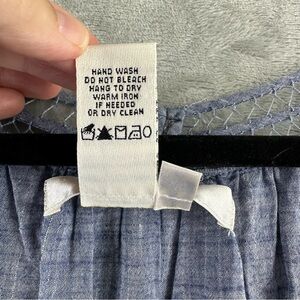 HAND WASH
DO NOT BLEACH
HANG TO DRY
WARM IRON
IF NEEDED
OR DRY CLEAN